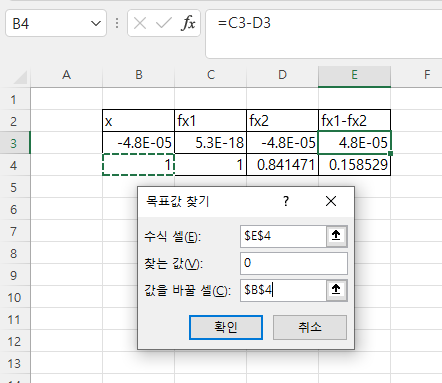 B4 fx =C3-D3
A B C D E F
1
2 x fx1 fx2 fx1-fx2
3 -4.8E-05 5.3E-18 -4.8E-05 4.8E-05
4 1 1 0.841471 0.158529
5
목표값 찾기 ? ×
6
수식 셀(E): $E$4
7
8
찾는 값(V): 0
9
값을 바꿀 셀(C): $B$4
10
11
확인 취소
12
13